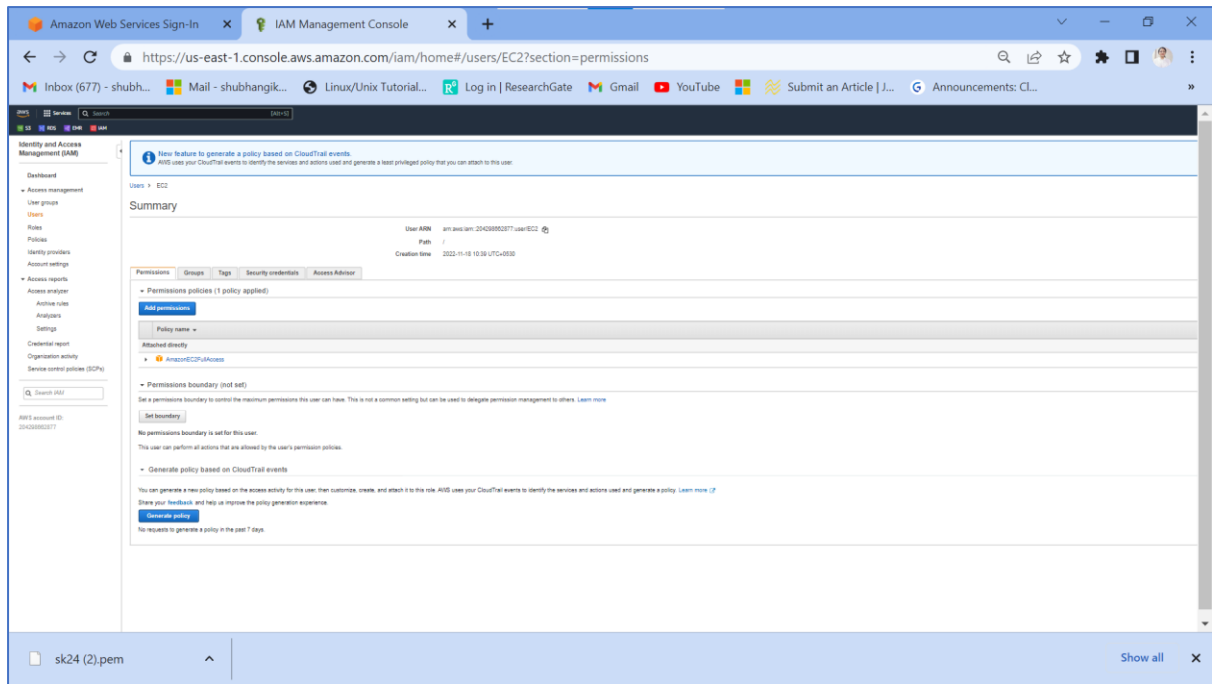 Amazon Web Services Sign-In
IAM Management Console
https://us-east-1.console.aws.amazon.com/iam/home#/users/EC2?section=permissions
Inbox (677) - shubh...
Mail - shubhangik...
Linux/Unix Tutorial...
Log in | ResearchGate
Gmail
YouTube
Submit an Article | J...
Announcements: Cl...
»
aws
Services
Search
[Alt+S]
S3
RDS
EMR
IAM
Identity and Access
Management (IAM)
Dashboard
Access management
User groups
Users
Roles
Policies
Identity providers
Account settings
Access reports
Access analyzer
Archive rules
Analyzers
Settings
Credential report
Organization activity
Service control policies (SCPs)
Search IAM
AWS account ID:
New feature to generate a policy based on CloudTrail events.
AWS uses your CloudTrail events to identify the services and actions used and generate a least privileged policy that you can attach to this user.
Users > EC2
Summary
User ARN
Path /
Creation time
Permissions Groups Tags Security credentials Access Advisor
Permissions policies (1 policy applied)
Add permissions
Policy name
Attached directly
AmazonEC2FullAccess
Permissions boundary (not set)
Set a permissions boundary to control the maximum permissions this user can have. This is not a common setting but can be used to delegate permission management to others. Learn more
Set boundary
No permissions boundary is set for this user.
This user can perform all actions that are allowed by the user's permission policies.
Generate policy based on CloudTrail events
You can generate a new policy based on the access activity for this user, then customize, create, and attach it to this role. AWS uses your CloudTrail events to identify the services and actions used and generate a policy. Learn more
Share your feedback and help us improve the policy generation experience.
Generate policy
No requests to generate a policy in the past 7 days.
sk24 (2).pem
Show all